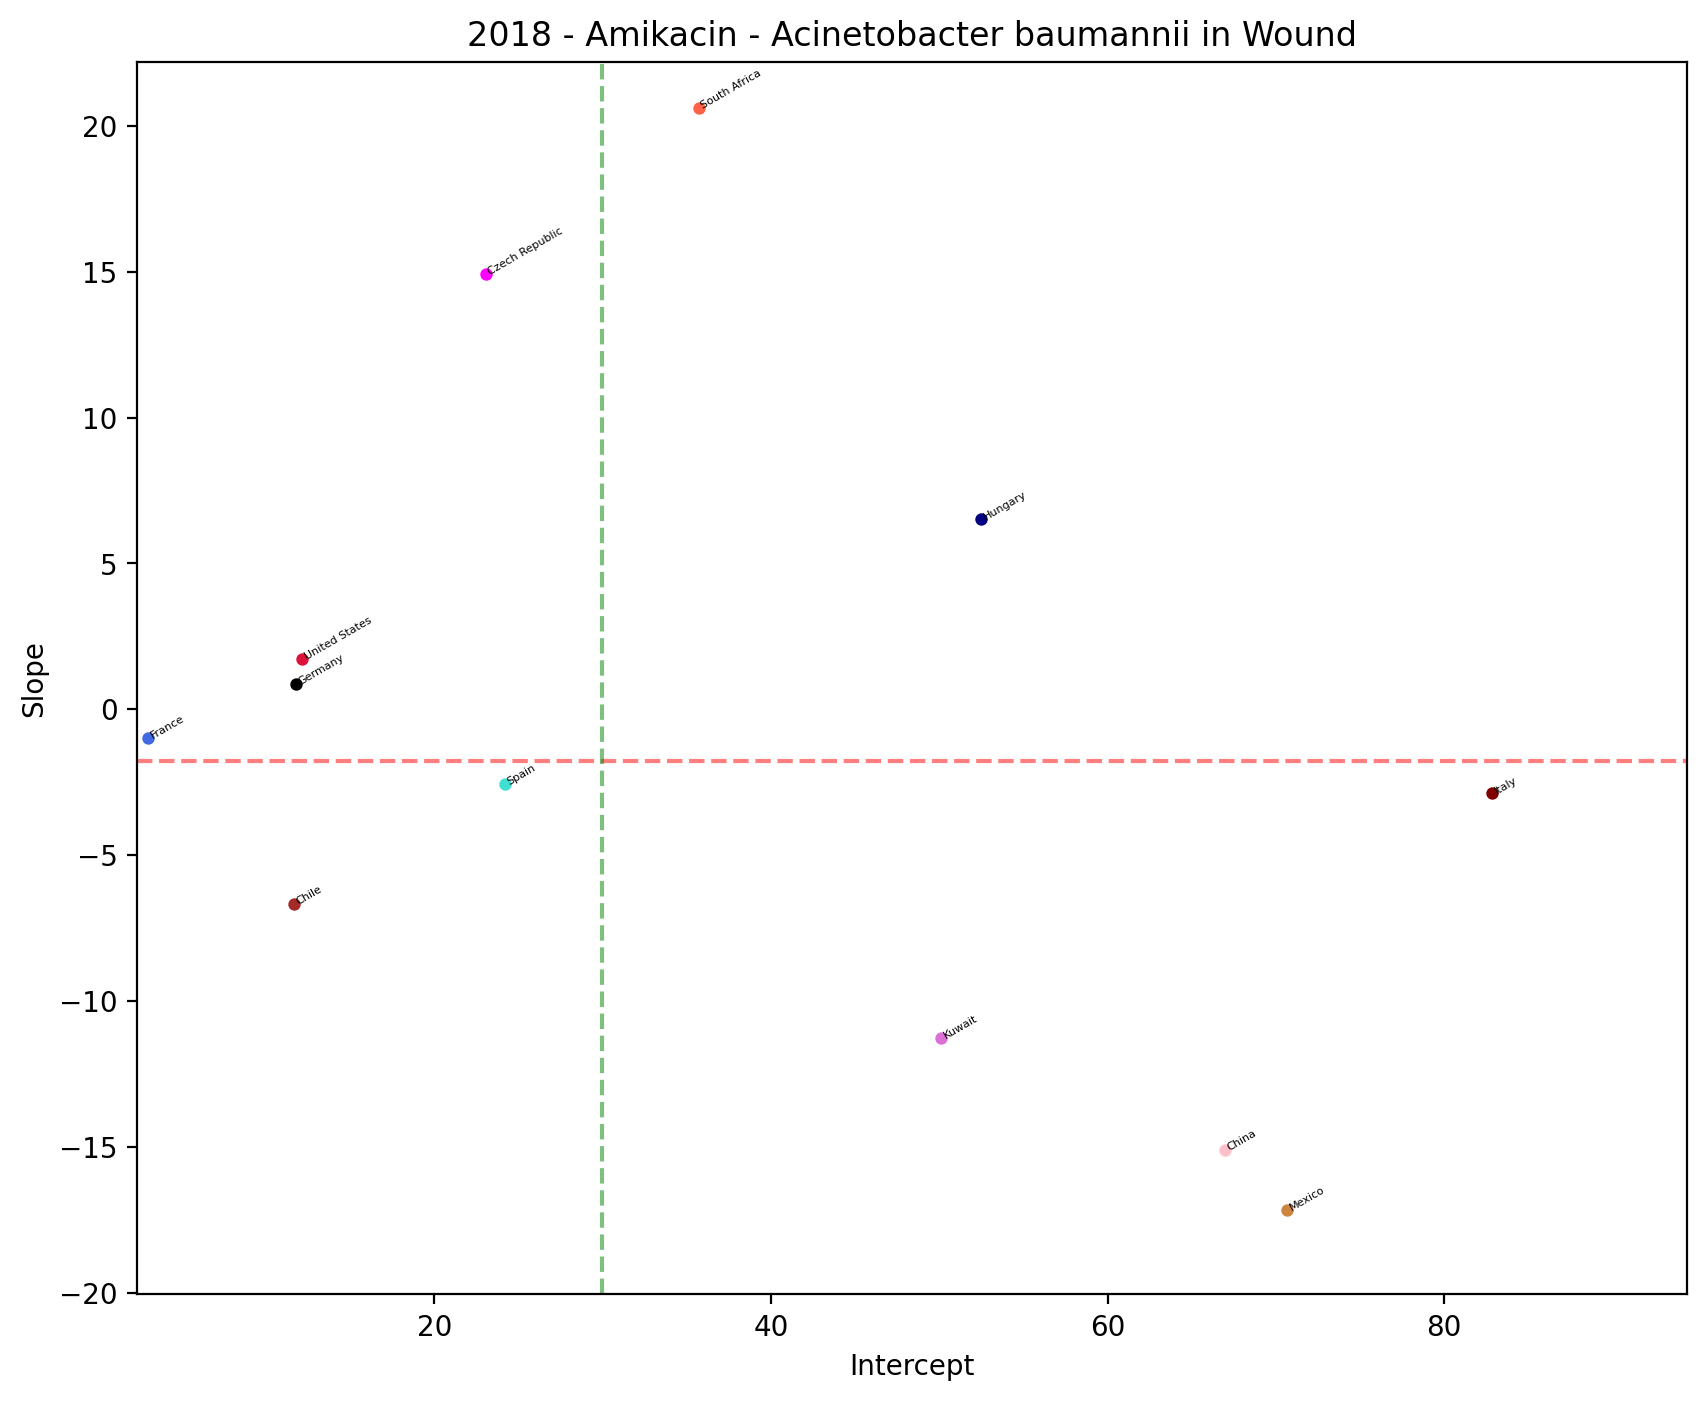 2018 - Amikacin - Acinetobacter baumannii in Wound
South Africa
20
Czech Republic
15
10
Hungary
5
United States
Germany
0
France
Spain
Italy
−5
Chile
−10
Kuwait
China
−15
Mexico
−20
Slope
20
40
60
80
Intercept